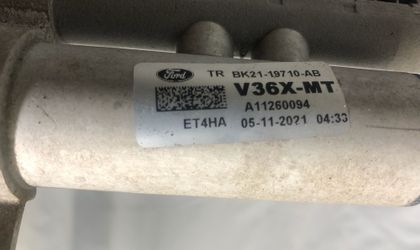 Ford TR BK21-19710-AB
V36X-MT
A11260094
ET4HA 05-11-2021 04:33